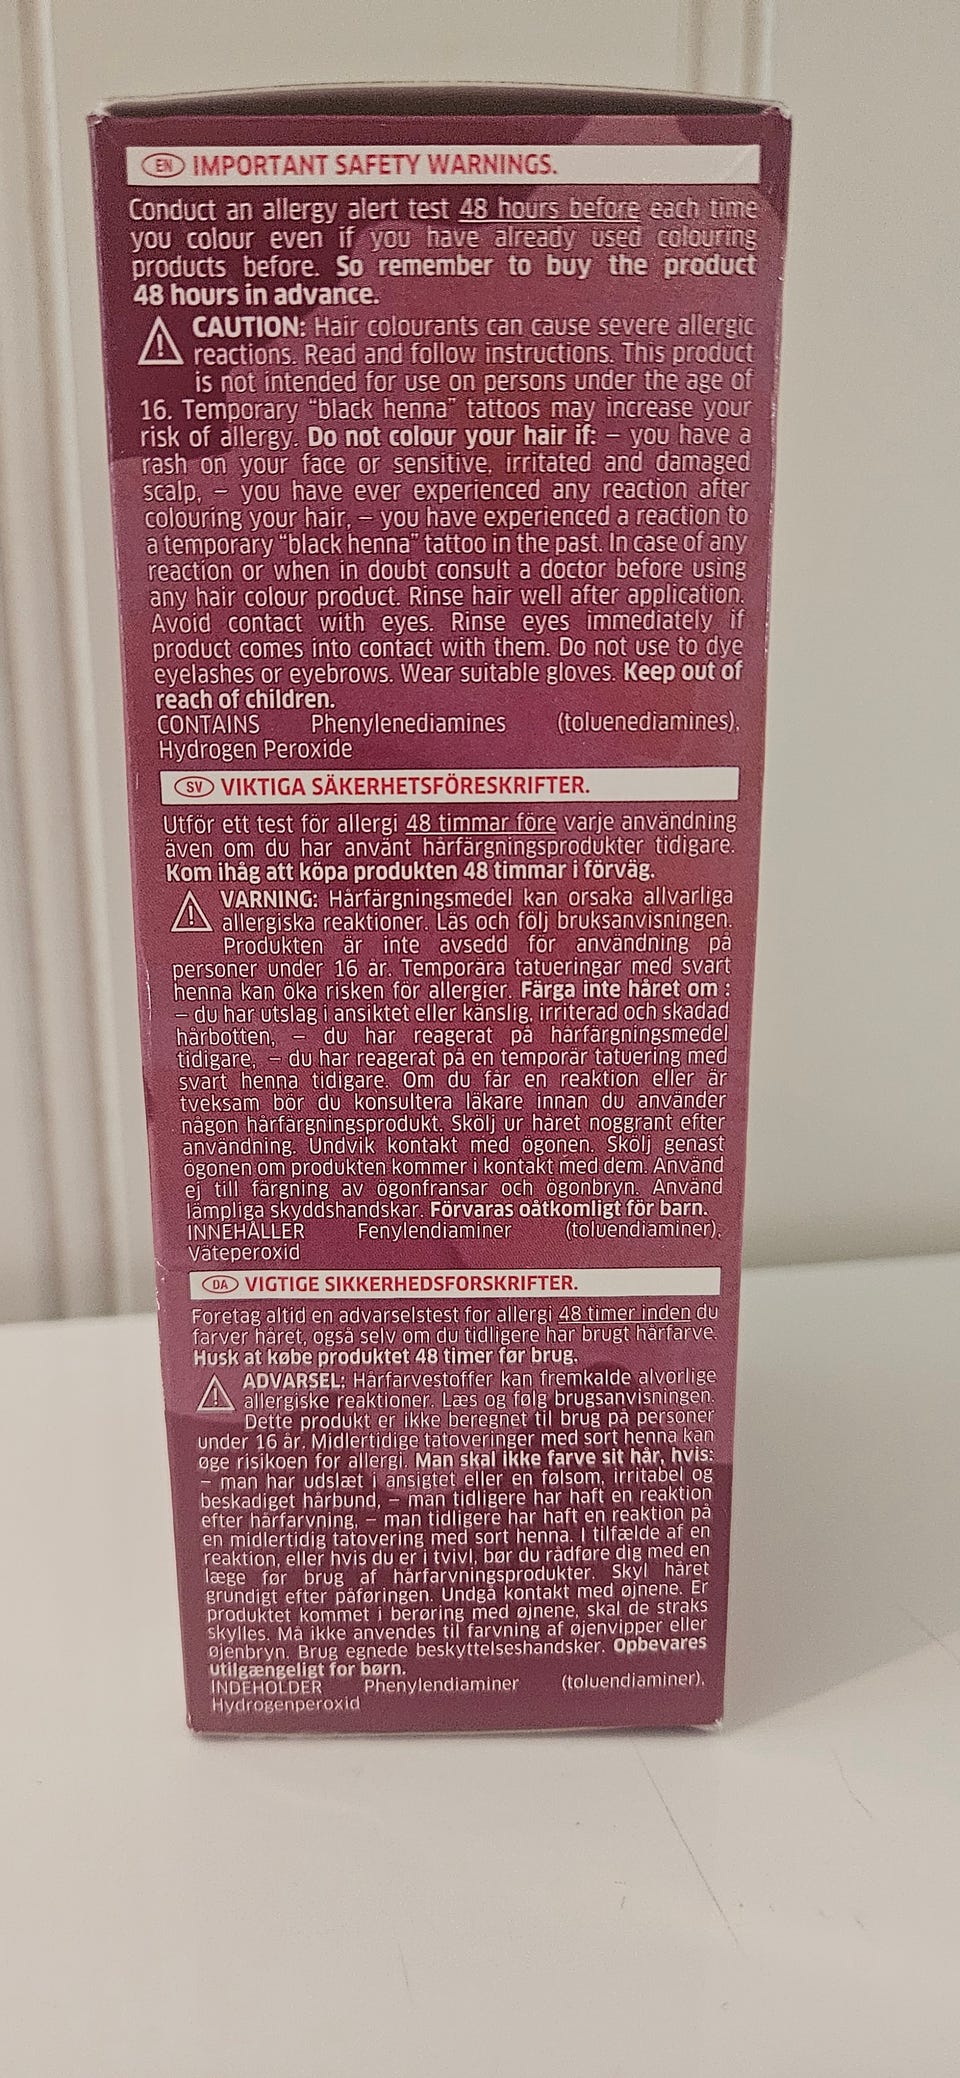 EN IMPORTANT SAFETY WARNINGS.
Conduct an allergy alert test 48 hours before each time
you colour even if you have already used colouring
products before. So remember to buy the product
48 hours in advance.
CAUTION: Hair colourants can cause severe allergic
reactions. Read and follow instructions. This product
is not intended for use on persons under the age of
16. Temporary “black henna” tattoos may increase your
risk of allergy. Do not colour your hair if: – you have a
rash on your face or sensitive, irritated and damaged
scalp, – you have ever experienced any reaction after
colouring your hair, – you have experienced a reaction to
a temporary “black henna” tattoo in the past. In case of any
reaction or when in doubt consult a doctor before using
any hair colour product. Rinse hair well after application.
Avoid contact with eyes. Rinse eyes immediately if
product comes into contact with them. Do not use to dye
eyelashes or eyebrows. Wear suitable gloves. Keep out of
reach of children.
CONTAINS Phenylenediamines (toluenediamines),
Hydrogen Peroxide
SV VIKTIGA SÄKERHETSFÖRESKRIFTER.
Utför ett test för allergi 48 timmar före varje användning
även om du har använt hårfärgningsprodukter tidigare.
Kom ihåg att köpa produkten 48 timmar i förväg.
VARNING: Hårfärgningsmedel kan orsaka allvarliga
allergiska reaktioner. Läs och följ bruksanvisningen.
Produkten är inte avsedd för användning på
personer under 16 år. Temporära tatueringar med svart
henna kan öka risken för allergier. Färga inte håret om :
– du har utslag i ansiktet eller känslig, irriterad och skadad
hårbotten, – du har reagerat på hårfärgningsmedel
tidigare, – du har reagerat på en temporär tatuering med
svart henna tidigare. Om du får en reaktion eller är
tveksam bör du konsultera läkare innan du använder
någon hårfärgningsprodukt. Skölj ur håret noggrant efter
användning. Undvik kontakt med ögonen. Skölj genast
ögonen om produkten kommer i kontakt med dem. Använd
ej till färgning av ögonfransar och ögonbryn. Använd
lämpliga skyddshandskar. Förvaras oåtkomligt för barn.
INNEHÅLLER Fenylendiaminer (toluendiaminer),
Väteperoxid
DA VIGTIGE SIKKERHEDSFORSKRIFTER.
Foretag altid en advarselstest for allergi 48 timer inden du
farver håret, også selv om du tidligere har brugt hårfarve.
Husk at købe produktet 48 timer før brug.
ADVARSEL: Hårfarvestoffer kan fremkalde alvorlige
allergiske reaktioner. Læs og følg brugsanvisningen.
Dette produkt er ikke beregnet til brug på personer
under 16 år. Midlertidige tatoveringer med sort henna kan
øge risikoen for allergi. Man skal ikke farve sit hår, hvis:
– man har udslæt i ansigtet eller en følsom, irritabel og
beskadiget hårbund, – man tidligere har haft en reaktion
efter hårfarvning, – man tidligere har haft en reaktion på
en midlertidig tatovering med sort henna. I tilfælde af en
reaktion, eller hvis du er i tvivl, bør du rådføre dig med en
læge før brug af hårfarvningsprodukter. Skyl håret
grundigt efter påføringen. Undgå kontakt med øjnene. Er
produktet kommet i berøring med øjnene, skal de straks
skylles. Må ikke anvendes til farvning af øjenvipper eller
øjenbryn. Brug egnede beskyttelseshandsker. Opbevares
utilgængeligt for børn.
INDEHOLDER Phenylendiaminer (toluendiaminer),
Hydrogenperoxid